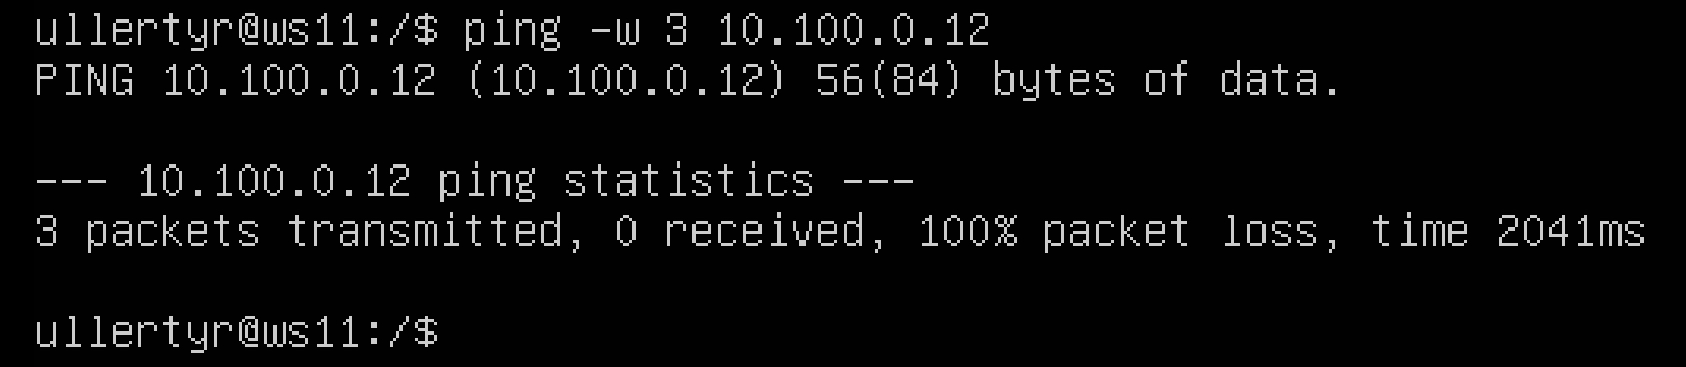 ullertyr@ws11:/$ ping -w 3 10.100.0.12
PING 10.100.0.12 (10.100.0.12) 56(84) bytes of data.
--- 10.100.0.12 ping statistics ---
3 packets transmitted, 0 received, 100% packet loss, time 2041ms
ullertyr@ws11:/$